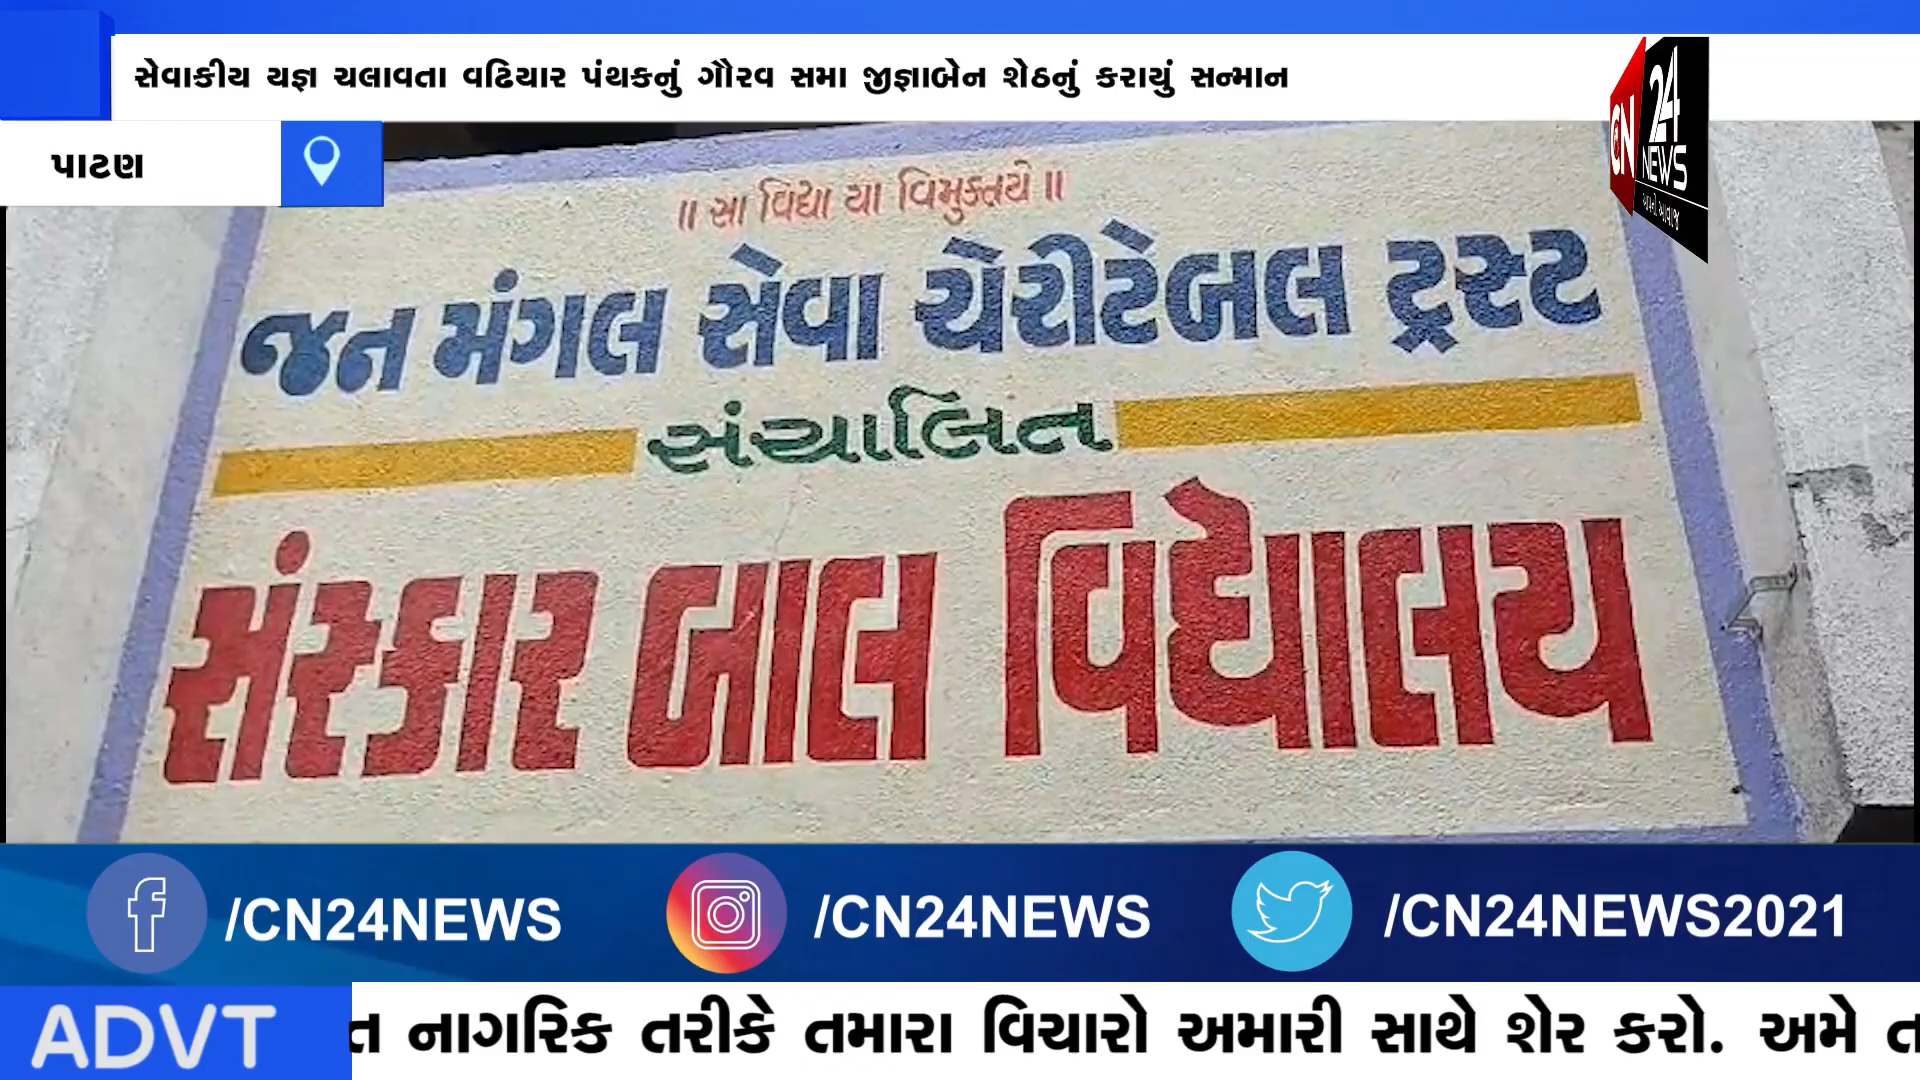 સેવાકીય યજ્ઞ ચલાવતા વઢિયાર પંથકનું ગૌરવ સમા જીજ્ઞાબેન શેઠનું કરાયું સન્માન
CN 24 NEWS
પાટણ
॥ સા વિદ્યા યા વિમુક્તયે ॥
જન મંગલ સેવા ચેરીટેબલ ટ્રસ્ટ
સંચાલિત
સંસ્કાર બાલ વિદ્યાલય
/CN24NEWS /CN24NEWS /CN24NEWS2021
ADVT ત નાગરિક તરીકે તમારા વિચારો અમારી સાથે શેર કરો. અમે ત